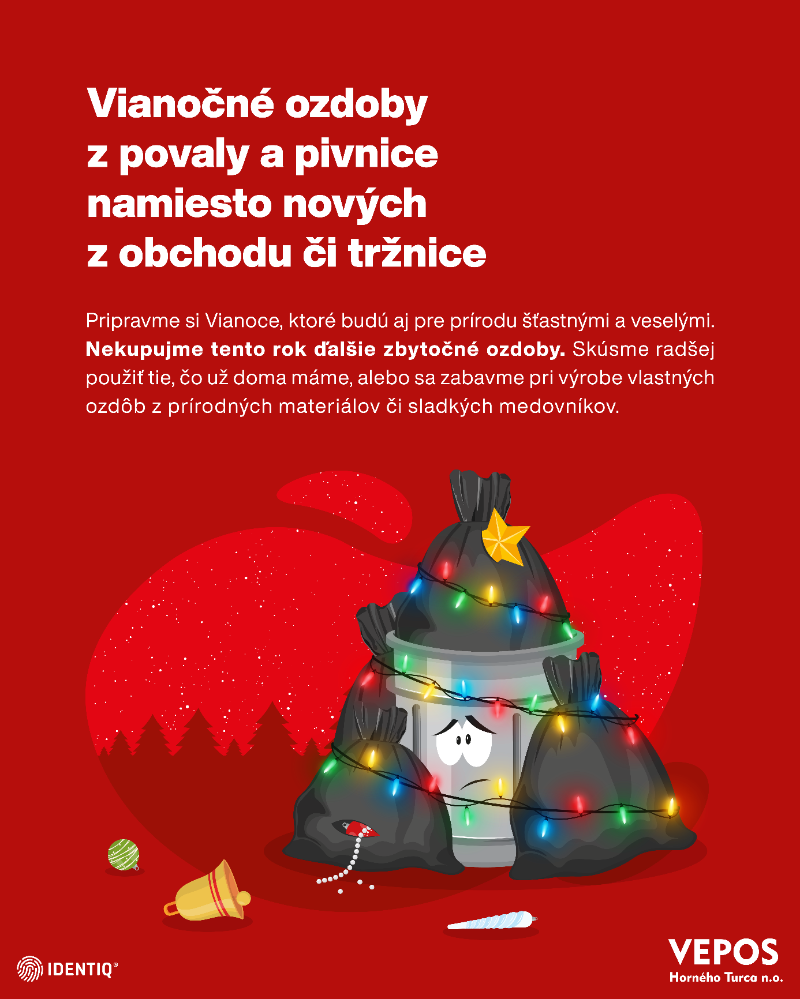 Vianočné ozdoby
z povaly a pivnice
namiesto nových
z obchodu či tržnice
Pripravme si Vianoce, ktoré budú aj pre prírodu šťastnými a veselými.
Nekupujme tento rok ďalšie zbytočné ozdoby. Skúsme radšej
použiť tie, čo už doma máme, alebo sa zabavme pri výrobe vlastných
ozdôb z prírodných materiálov či sladkých medovníkov.
IDENTIQ®
VEPOS
Horného Turca n.o.